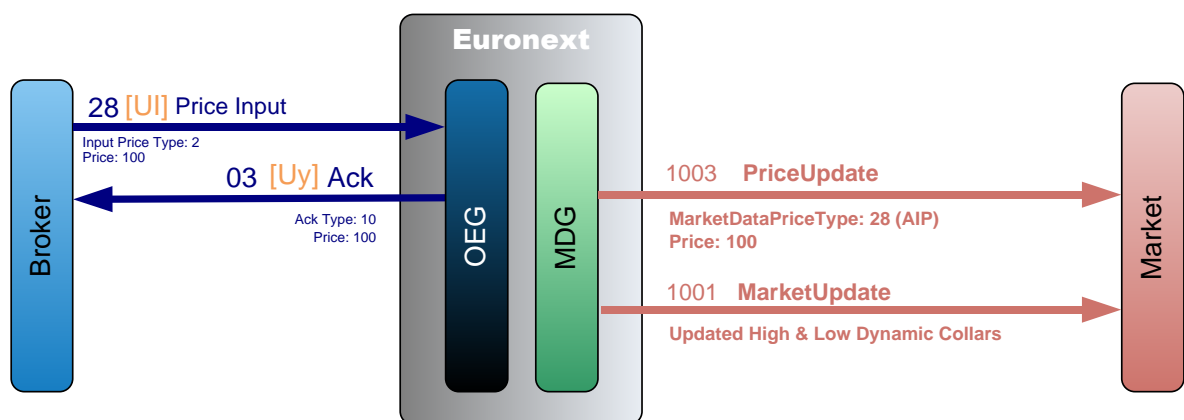 Euronext
28 [UI] Price Input
Input Price Type: 2
Price: 100
03 [Uy] Ack
Ack Type: 10
Price: 100
Broker
OEG
MDG
1003 PriceUpdate
MarketDataPriceType: 28 (AIP)
Price: 100
1001 MarketUpdate
Updated High & Low Dynamic Collars
Market